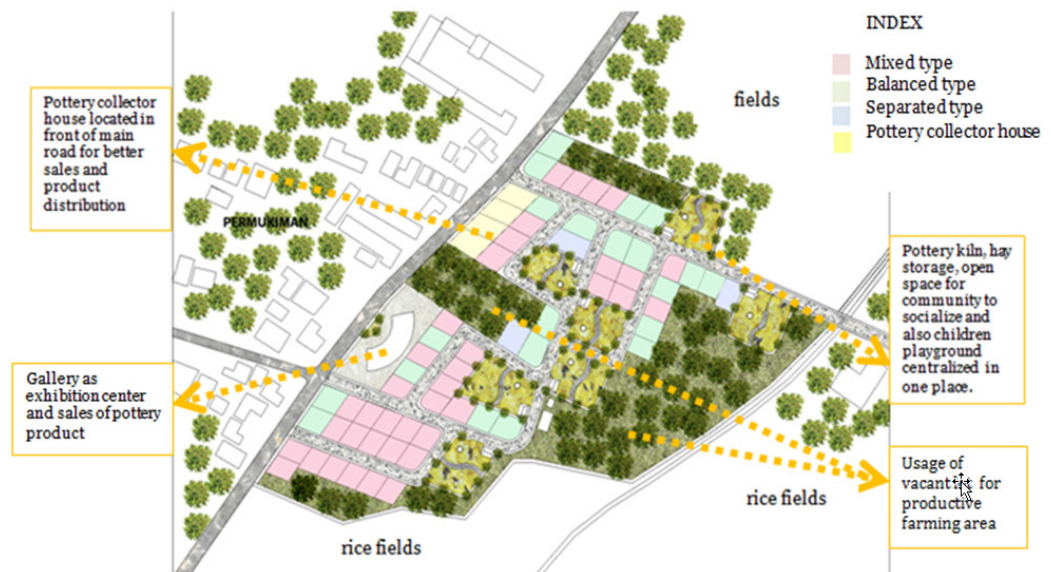 INDEX
Mixed type
Balanced type
Separated type
Pottery collector house
fields
Pottery collector
house located in
front of main
road for better
sales and
product
distribution
PERMUKIMAN
Pottery kiln, hay
storage, open
space for
community to
socialize and
also children
playground
centralized in
one place.
Gallery as
exhibition center
and sales of pottery
product
Usage of
vacant for
productive
farming area
rice fields
rice fields